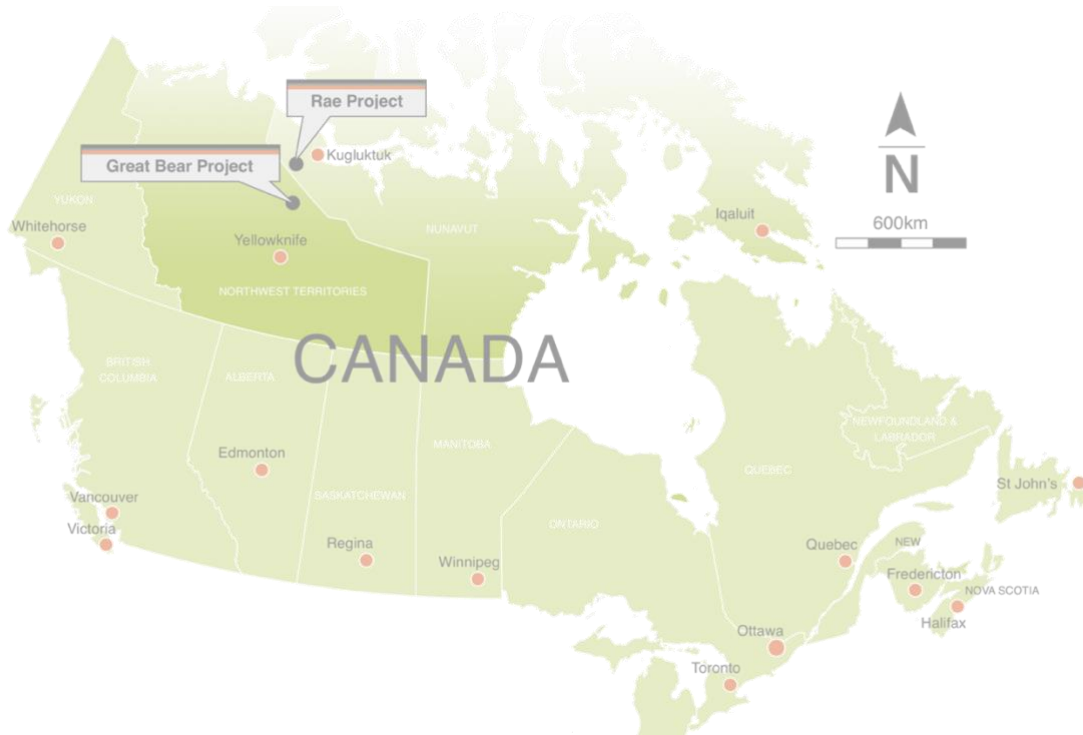 Rae Project
Kugluktuk
Great Bear Project
N
600km
YUKON
Whitehorse
Iqaluit
NUNAVUT
Yellowknife
NORTHWEST TERRITORIES
CANADA
BRITISH
COLUMBIA
ALBERTA
MANITOBA
NEWFOUNDLAND &
LABRADOR
Edmonton
QUEBEC
SASKATCHEWAN
St John's
Vancouver
Victoria
ONTARIO
Regina
Winnipeg
Quebec
NEW
Fredericton
NOVA SCOTIA
Halifax
Ottawa
Toronto